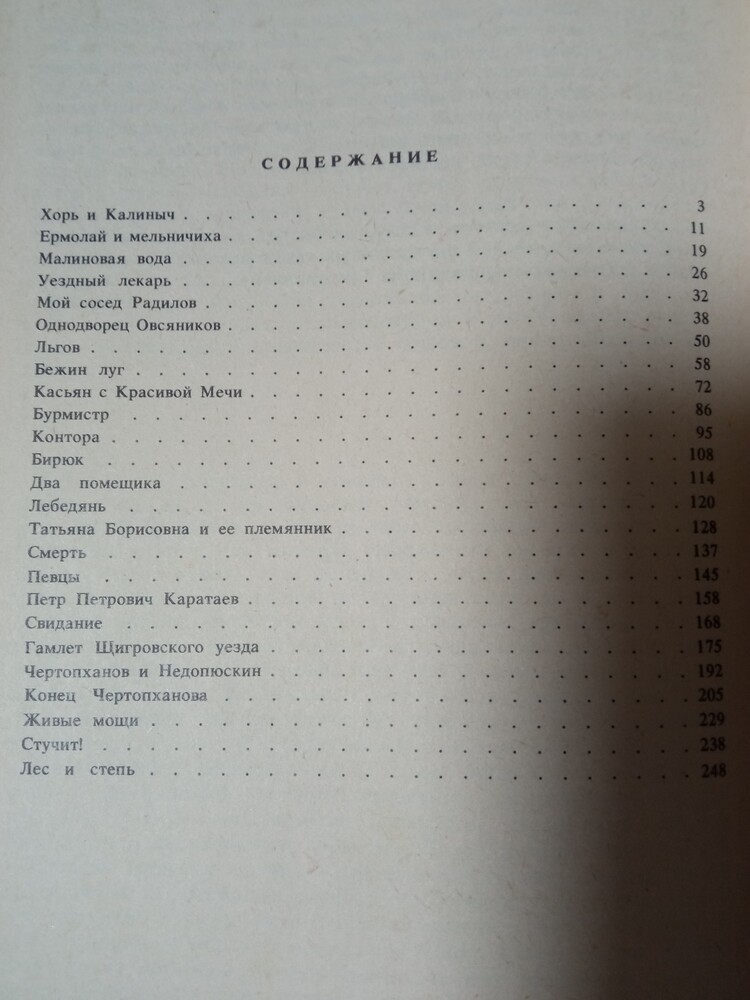 СОДЕРЖАНИЕ
Хорь и Калиныч . . . . . . . . . . . . . . . . . . . . 3
Ермолай и мельничиха . . . . . . . . . . . . . . . . . . 11
Малиновая вода . . . . . . . . . . . . . . . . . . . . 19
Уездный лекарь . . . . . . . . . . . . . . . . . . . . 26
Мой сосед Радилов . . . . . . . . . . . . . . . . . . . 32
Однодворец Овсяников . . . . . . . . . . . . . . . . . . 38
Льгов . . . . . . . . . . . . . . . . . . . . . . . . 50
Бежин луг . . . . . . . . . . . . . . . . . . . . . . 58
Касьян с Красивой Мечи . . . . . . . . . . . . . . . . . 72
Бурмистр . . . . . . . . . . . . . . . . . . . . . . 86
Контора . . . . . . . . . . . . . . . . . . . . . . . 95
Бирюк . . . . . . . . . . . . . . . . . . . . . . . 108
Два помещика . . . . . . . . . . . . . . . . . . . . 114
Лебедянь . . . . . . . . . . . . . . . . . . . . . . 120
Татьяна Борисовна и ее племянник . . . . . . . . . . . . . 128
Смерть . . . . . . . . . . . . . . . . . . . . . . . 137
Певцы . . . . . . . . . . . . . . . . . . . . . . . 145
Петр Петрович Каратаев . . . . . . . . . . . . . . . . . 158
Свидание . . . . . . . . . . . . . . . . . . . . . . 168
Гамлет Щигровского уезда . . . . . . . . . . . . . . . . 175
Чертопханов и Недопюскин . . . . . . . . . . . . . . . . 192
Конец Чертопханова . . . . . . . . . . . . . . . . . . 205
Живые мощи . . . . . . . . . . . . . . . . . . . . . 229
Стучит! . . . . . . . . . . . . . . . . . . . . . . . 238
Лес и степь . . . . . . . . . . . . . . . . . . . . . 248